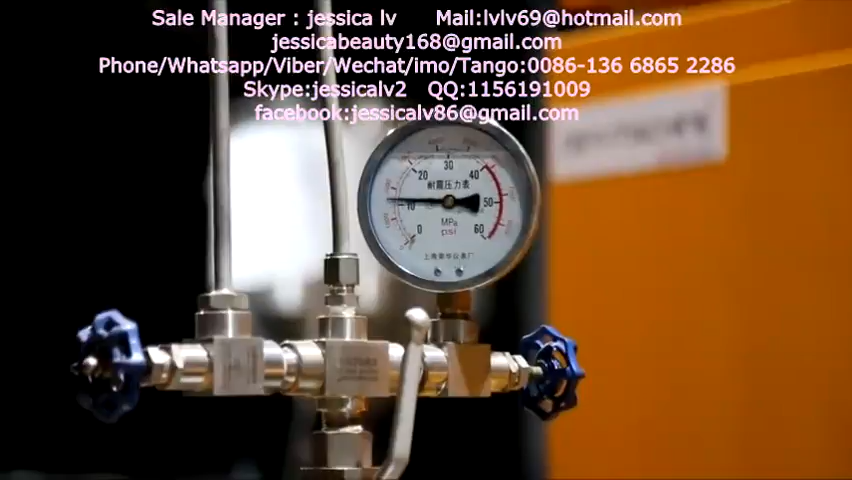 Sale Manager : jessica lv Mail:lvlv69@hotmail.com
jessicabeauty168@gmail.com
Phone/Whatsapp/Viber/Wechat/imo/Tango:0086-136 6865 2286
Skype:jessicalv2 QQ:1156191009
facebook:jessicalv86@gmail.com
30
20 40
耐震压力表
10 50
MPa
0 psi 60